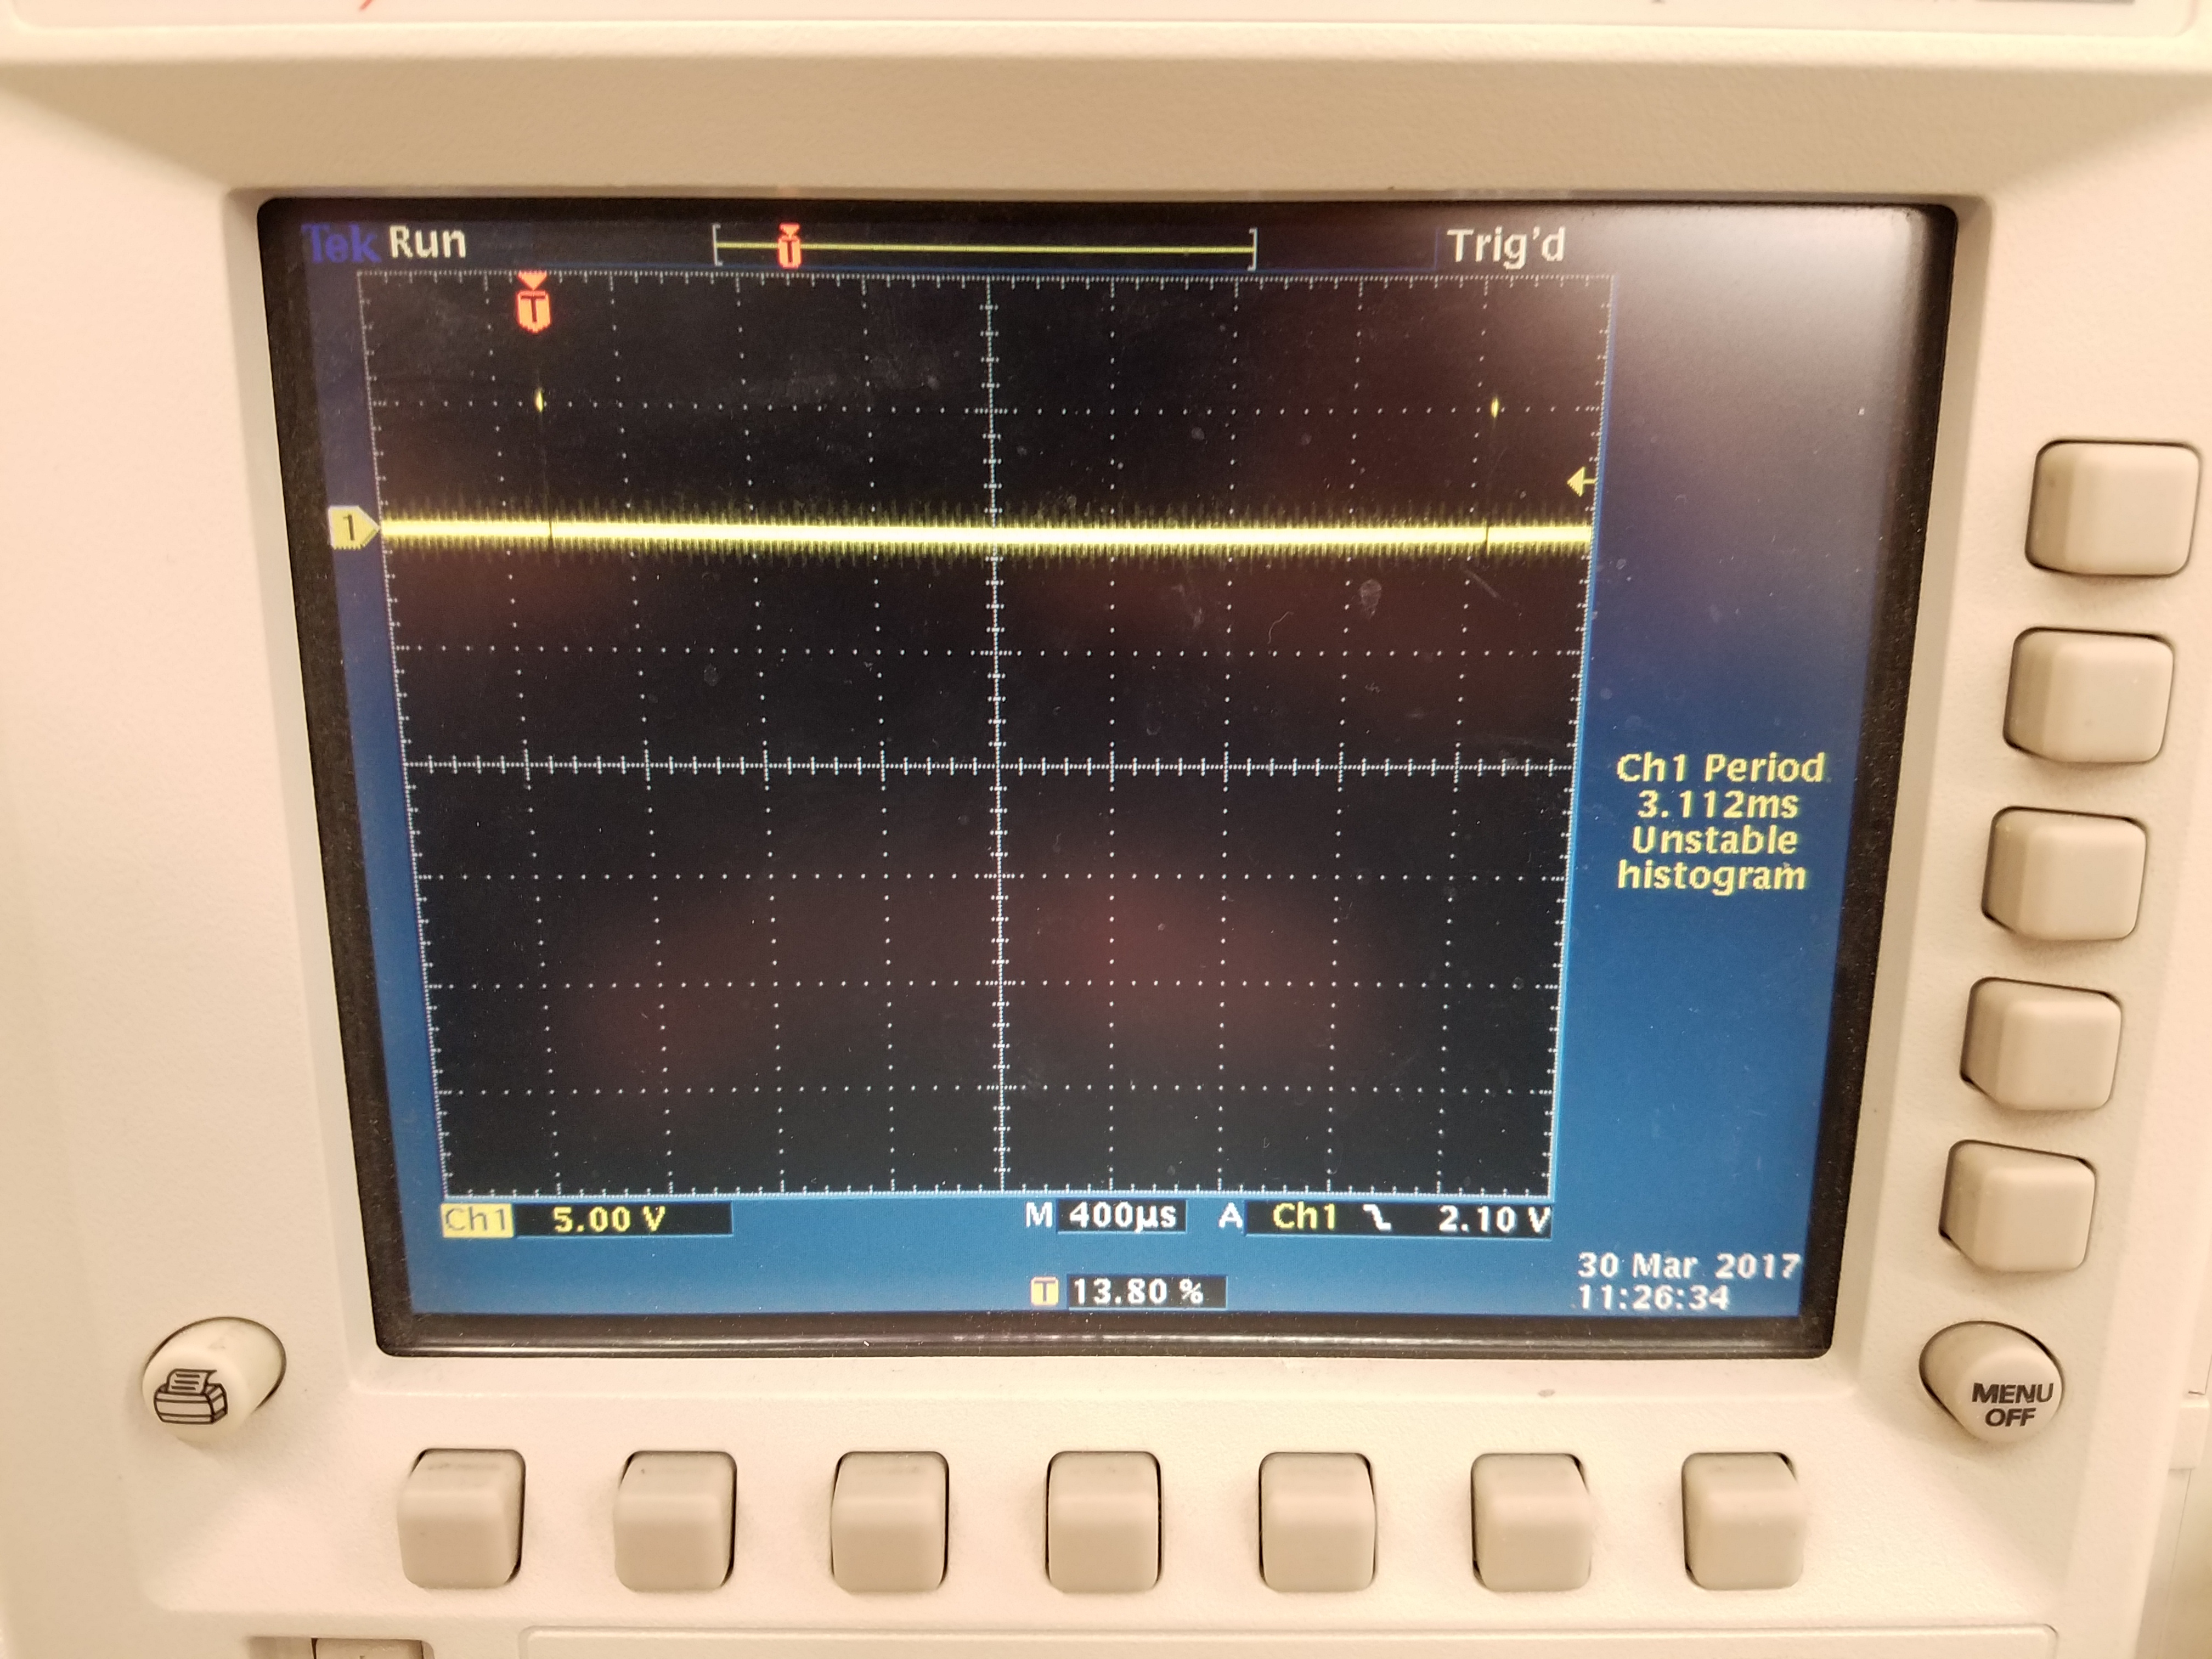 Tek Run
Trig'd
T
T
1
Ch1 Period
3.112ms
Unstable
histogram
Ch1 5.00 V
M 400µs
A Ch1 2.10 V
T 13.80 %
30 Mar 2017
11:26:34
MENU
OFF